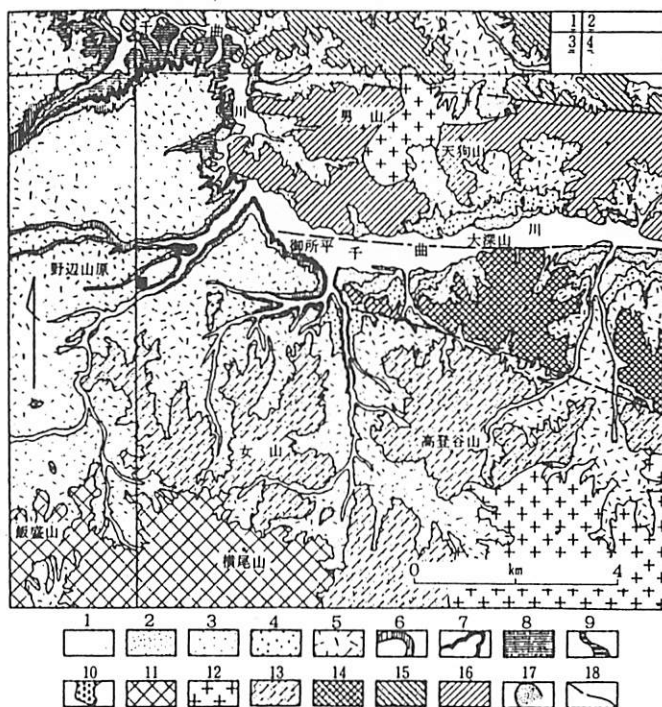 千 曲
川
1 2
3 4
男山
天狗山
川
大深山
御所平 千 曲
野辺山原
女山
高登谷山
飯盛山
横尾山
0 km 4
1 2 3 4 5 6 7 8 9
10 11 12 13 14 15 16 17 18